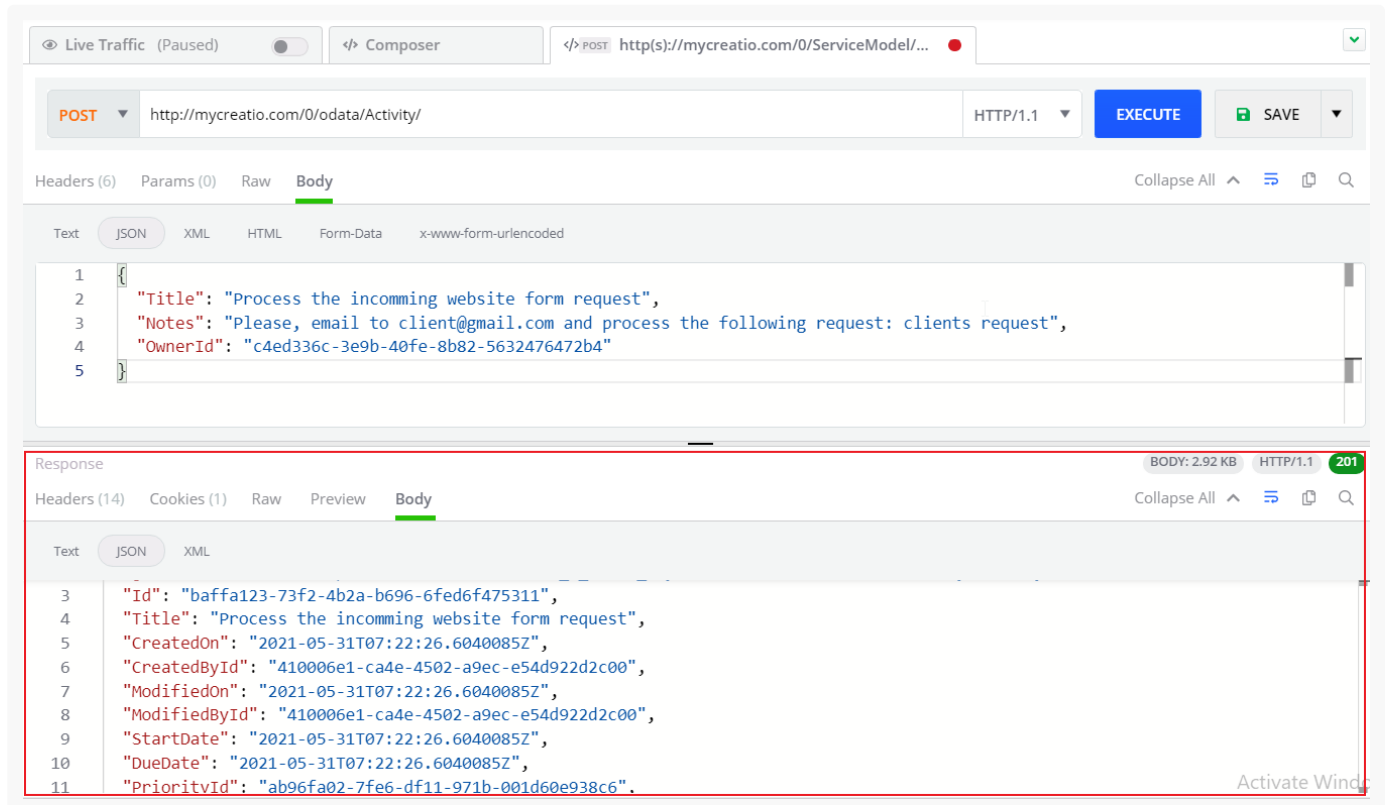 Live Traffic (Paused) </> Composer </> POST http(s)://mycreatio.com/0/ServiceModel/...
POST http://mycreatio.com/0/odata/Activity/ HTTP/1.1 EXECUTE SAVE
Headers (6) Params (0) Raw Body Collapse All
Text JSON XML HTML Form-Data x-www-form-urlencoded
1 {
2 "Title": "Process the incomming website form request",
3 "Notes": "Please, email to client@gmail.com and process the following request: clients request",
4 "OwnerId": "c4ed336c-3e9b-40fe-8b82-5632476472b4"
5 }
Response BODY: 2.92 KB HTTP/1.1 201
Headers (14) Cookies (1) Raw Preview Body Collapse All
Text JSON XML
3 "Id": "baffa123-73f2-4b2a-b696-6fed6f475311",
4 "Title": "Process the incomming website form request",
5 "CreatedOn": "2021-05-31T07:22:26.6040085Z",
6 "CreatedById": "410006e1-ca4e-4502-a9ec-e54d922d2c00",
7 "ModifiedOn": "2021-05-31T07:22:26.6040085Z",
8 "ModifiedById": "410006e1-ca4e-4502-a9ec-e54d922d2c00",
9 "StartDate": "2021-05-31T07:22:26.6040085Z",
10 "DueDate": "2021-05-31T07:22:26.6040085Z",
11 "PriorityId": "ab96fa02-7fe6-df11-971b-001d60e938c6",
Activate Windo